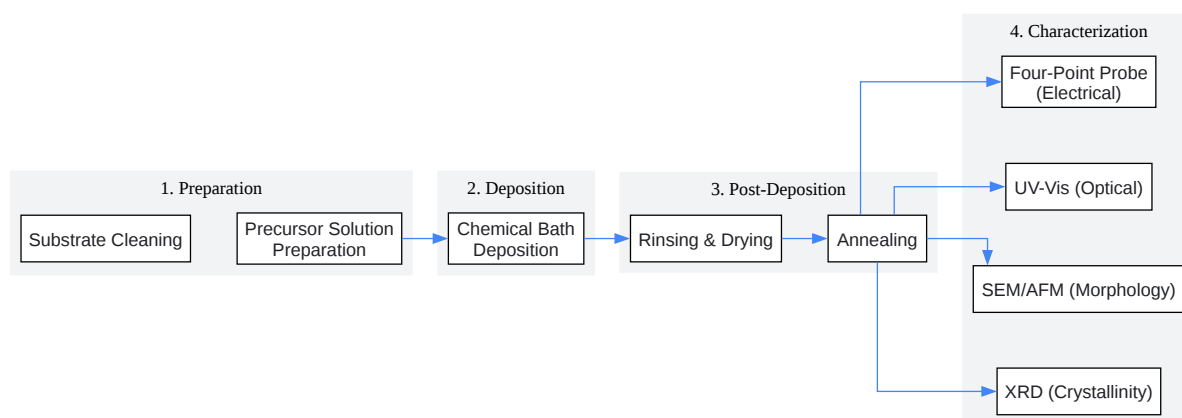 1. Preparation
Substrate Cleaning
Precursor Solution
Preparation
2. Deposition
Chemical Bath
Deposition
3. Post-Deposition
Rinsing & Drying
Annealing
4. Characterization
Four-Point Probe
(Electrical)
UV-Vis (Optical)
SEM/AFM (Morphology)
XRD (Crystallinity)